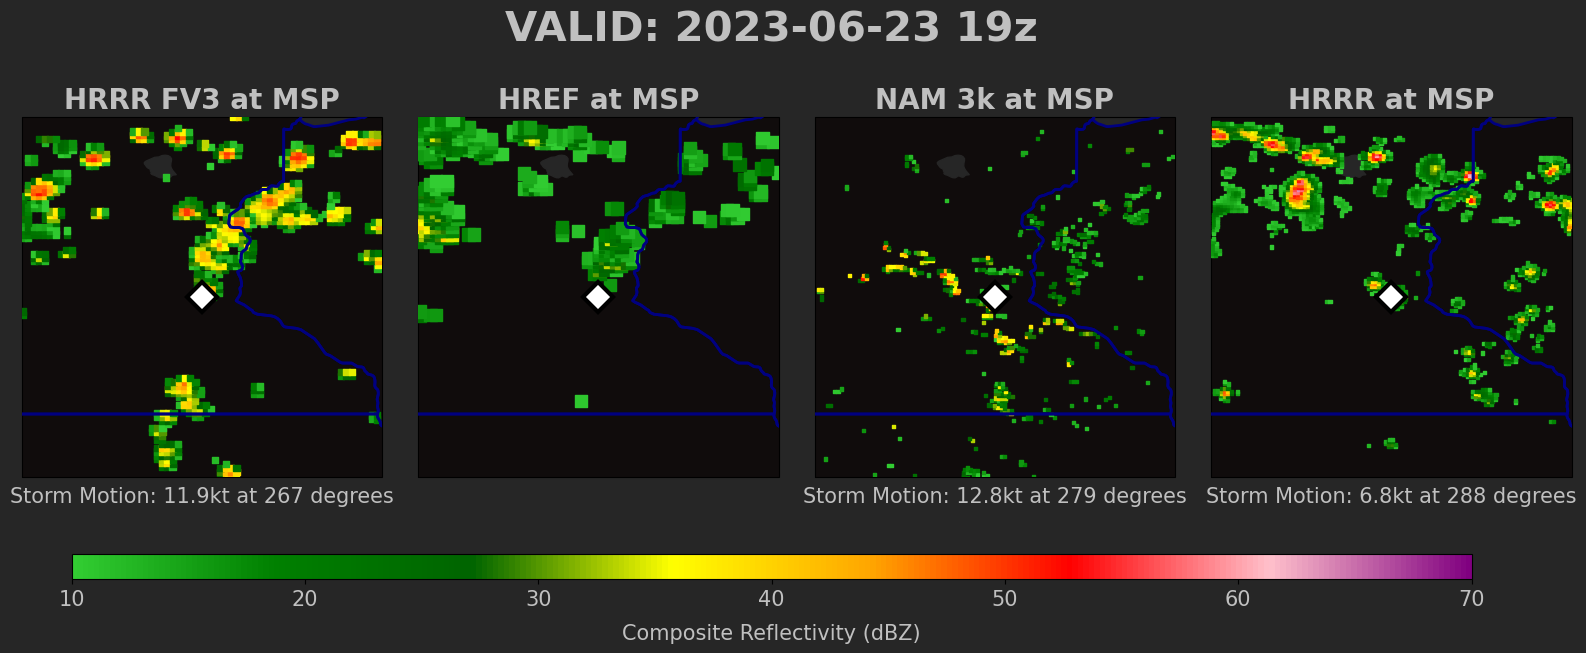 VALID: 2023-06-23 19z
HRRR FV3 at MSP
HREF at MSP
NAM 3k at MSP
HRRR at MSP
Storm Motion: 11.9kt at 267 degrees
Storm Motion: 12.8kt at 279 degrees
Storm Motion: 6.8kt at 288 degrees
10 20 30 40 50 60 70
Composite Reflectivity (dBZ)